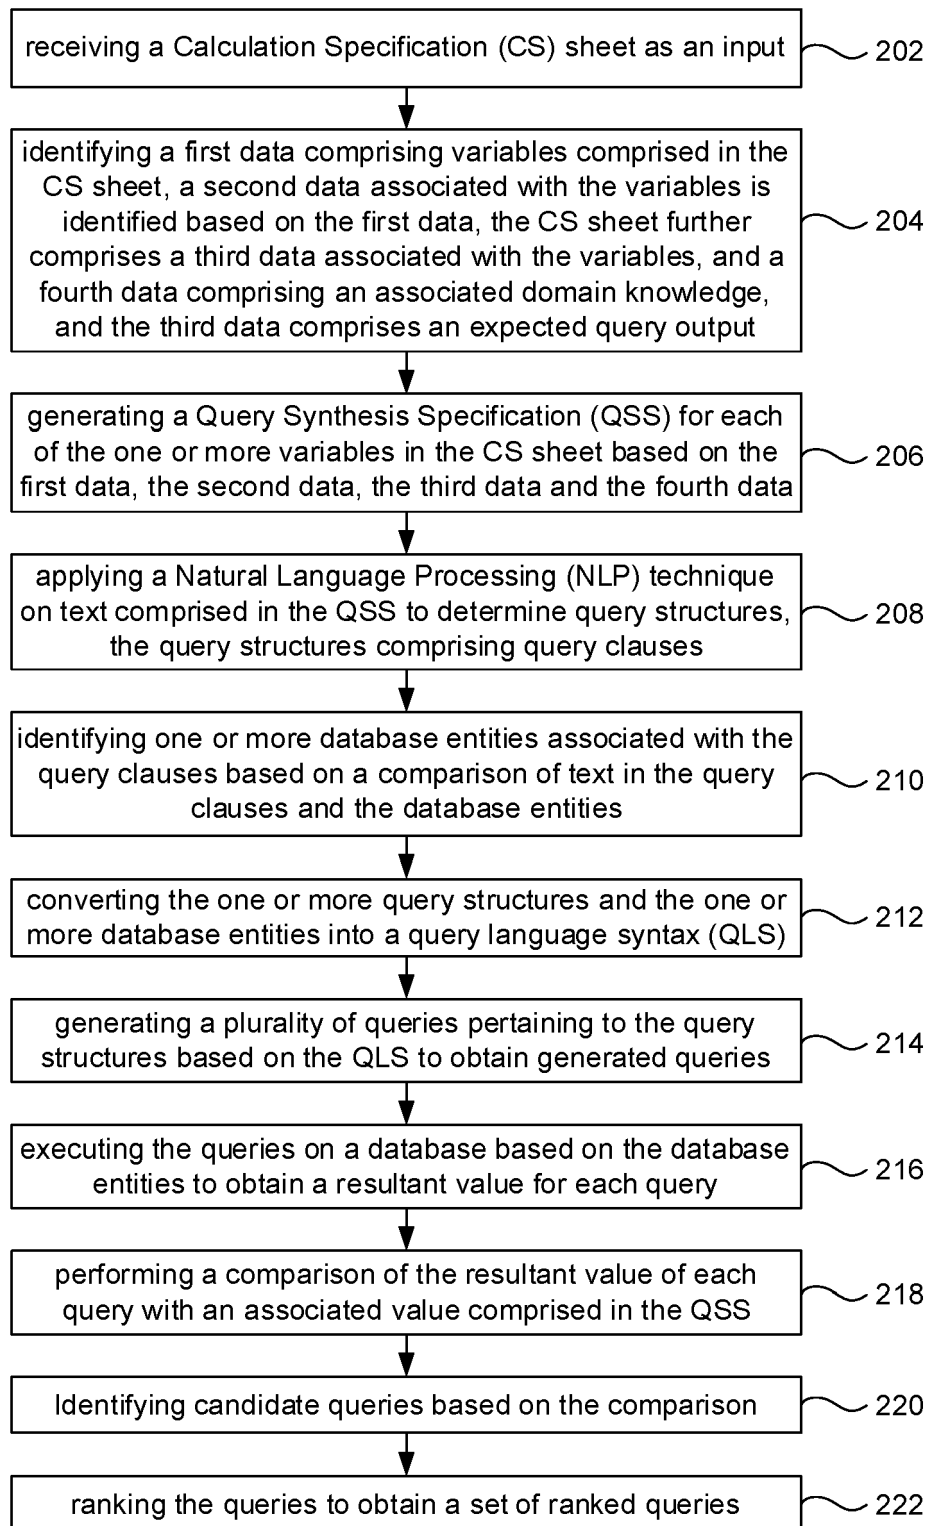 receiving a Calculation Specification (CS) sheet as an input
202
identifying a first data comprising variables comprised in the
CS sheet, a second data associated with the variables is
identified based on the first data, the CS sheet further
comprises a third data associated with the variables, and a
fourth data comprising an associated domain knowledge,
and the third data comprises an expected query output
204
generating a Query Synthesis Specification (QSS) for each
of the one or more variables in the CS sheet based on the
first data, the second data, the third data and the fourth data
206
applying a Natural Language Processing (NLP) technique
on text comprised in the QSS to determine query structures,
the query structures comprising query clauses
208
identifying one or more database entities associated with the
query clauses based on a comparison of text in the query
clauses and the database entities
210
converting the one or more query structures and the one or
more database entities into a query language syntax (QLS)
212
generating a plurality of queries pertaining to the query
structures based on the QLS to obtain generated queries
214
executing the queries on a database based on the database
entities to obtain a resultant value for each query
216
performing a comparison of the resultant value of each
query with an associated value comprised in the QSS
218
Identifying candidate queries based on the comparison
220
ranking the queries to obtain a set of ranked queries
222